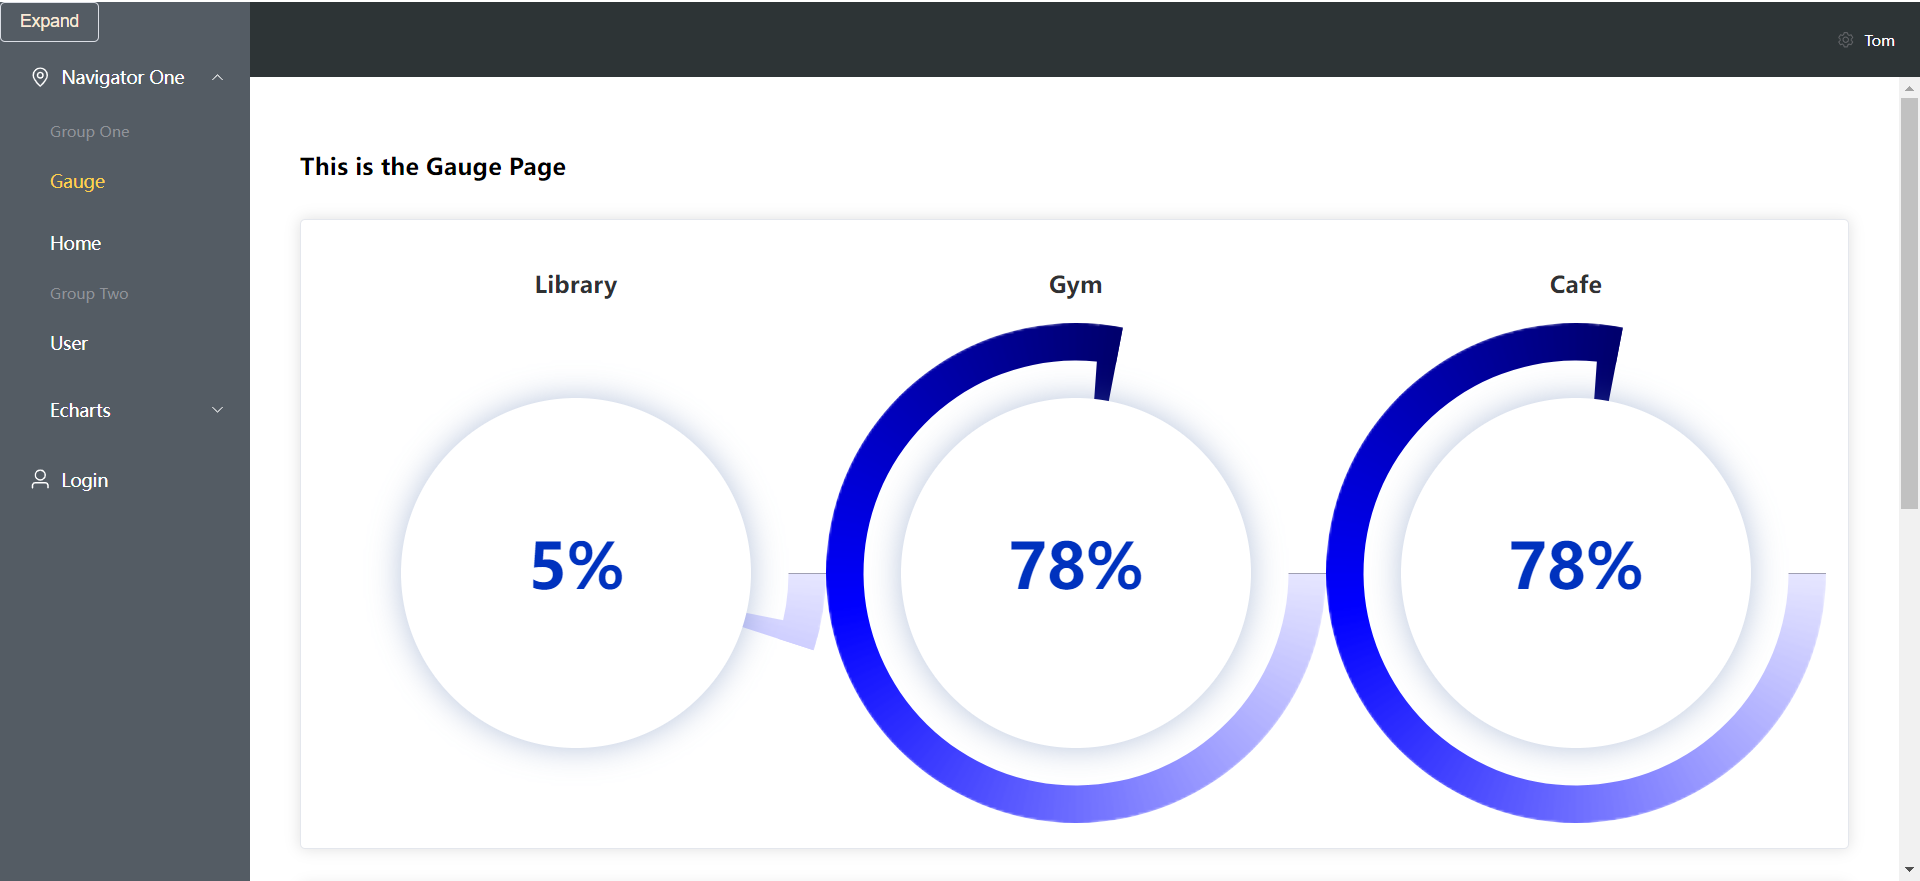 Expand
Tom
Navigator One
Group One
Gauge
Home
Group Two
User
Echarts
Login
This is the Gauge Page
Library
Gym
Cafe
5%
78%
78%